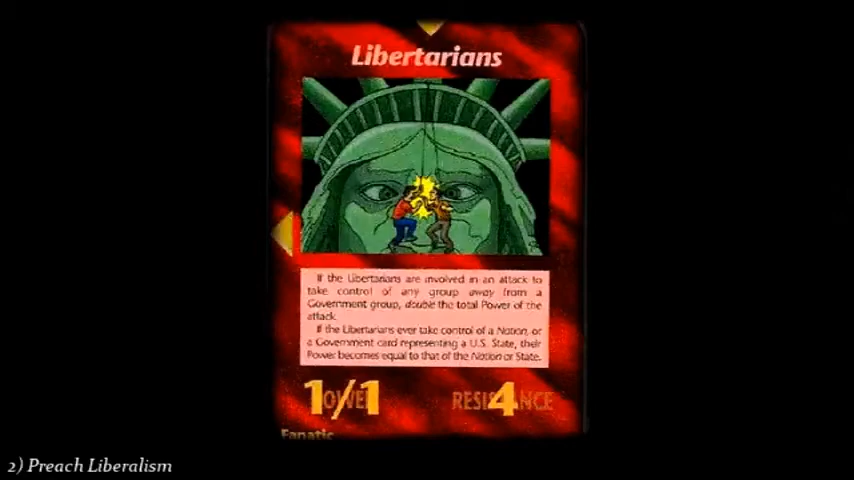 Libertarians
If the Libertarians are involved in an attack to
take control of any group away from a
Government group, double the total Power of the
attack.
If the Libertarians ever take control of a Nation, or
a Government card representing a U.S. State, their
Power becomes equal to that of the Nation or State.
1/1 POWER RESISTANCE 4
Fanatic
2) Preach Liberalism